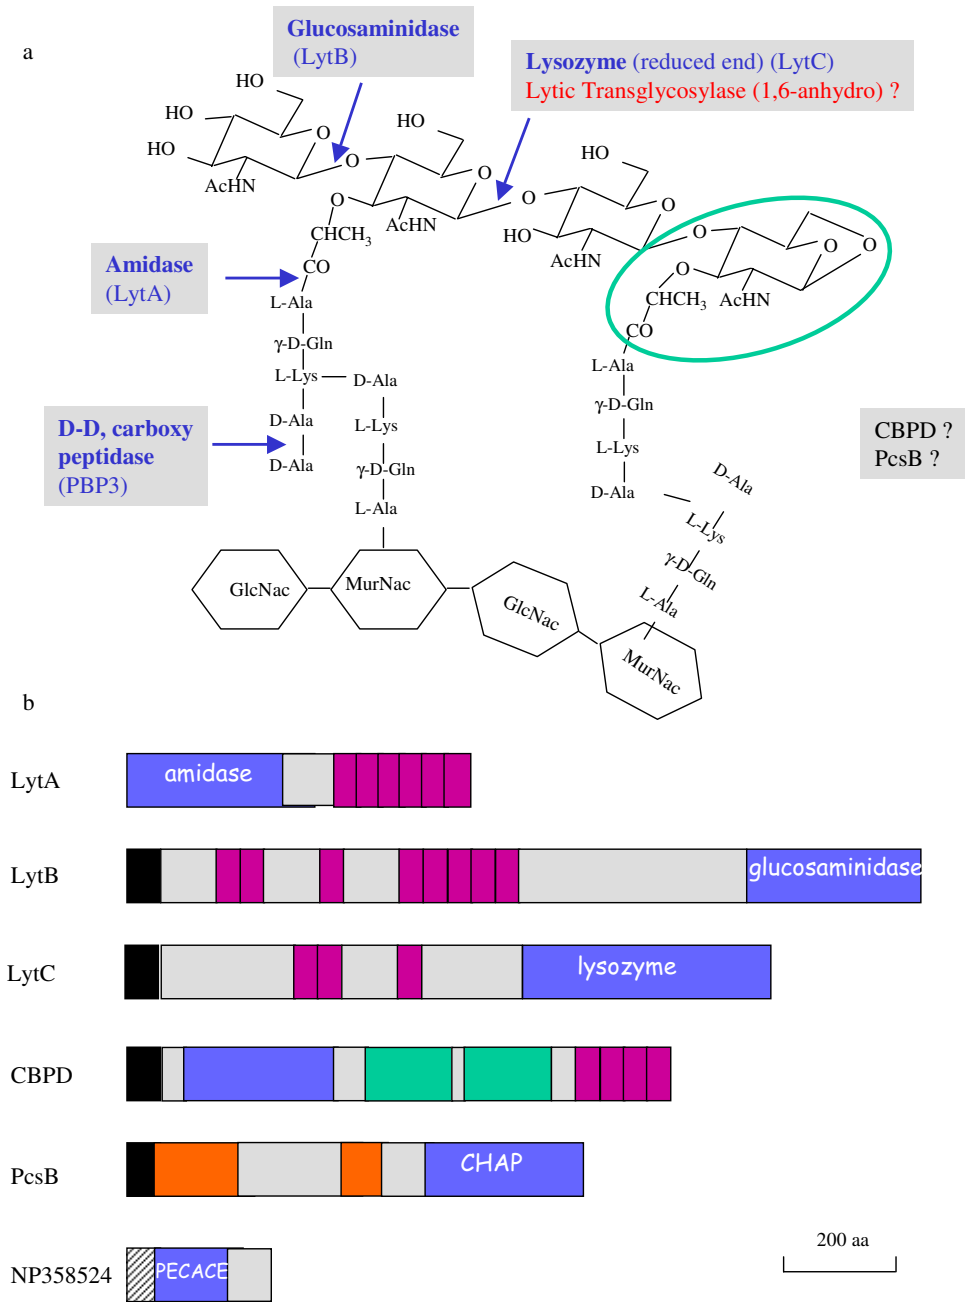 a
Glucosaminidase
(LytB)
Lysozyme (reduced end) (LytC)
Lytic Transglycosylase (1,6-anhydro) ?
HO
HO
HO
O
AcHN
O
HO
O
O
AcHN
CHCH3
CO
O
HO
HO
O
AcHN
O
O
O
O
CHCH3
AcHN
CO
Amidase
(LytA)
L-Ala
γ-D-Gln
L-Lys
D-Ala
D-Ala
D-Ala
L-Lys
γ-D-Gln
L-Ala
D-D, carboxy
peptidase
(PBP3)
L-Ala
γ-D-Gln
L-Lys
D-Ala
D-Ala
L-Lys
γ-D-Gln
L-Ala
CBPD ?
PcsB ?
GlcNac
MurNac
GlcNac
MurNac
b
LytA
amidase
LytB
glucosaminidase
LytC
lysozyme
CBPD
PcsB
CHAP
NP358524
PECACE
200 aa